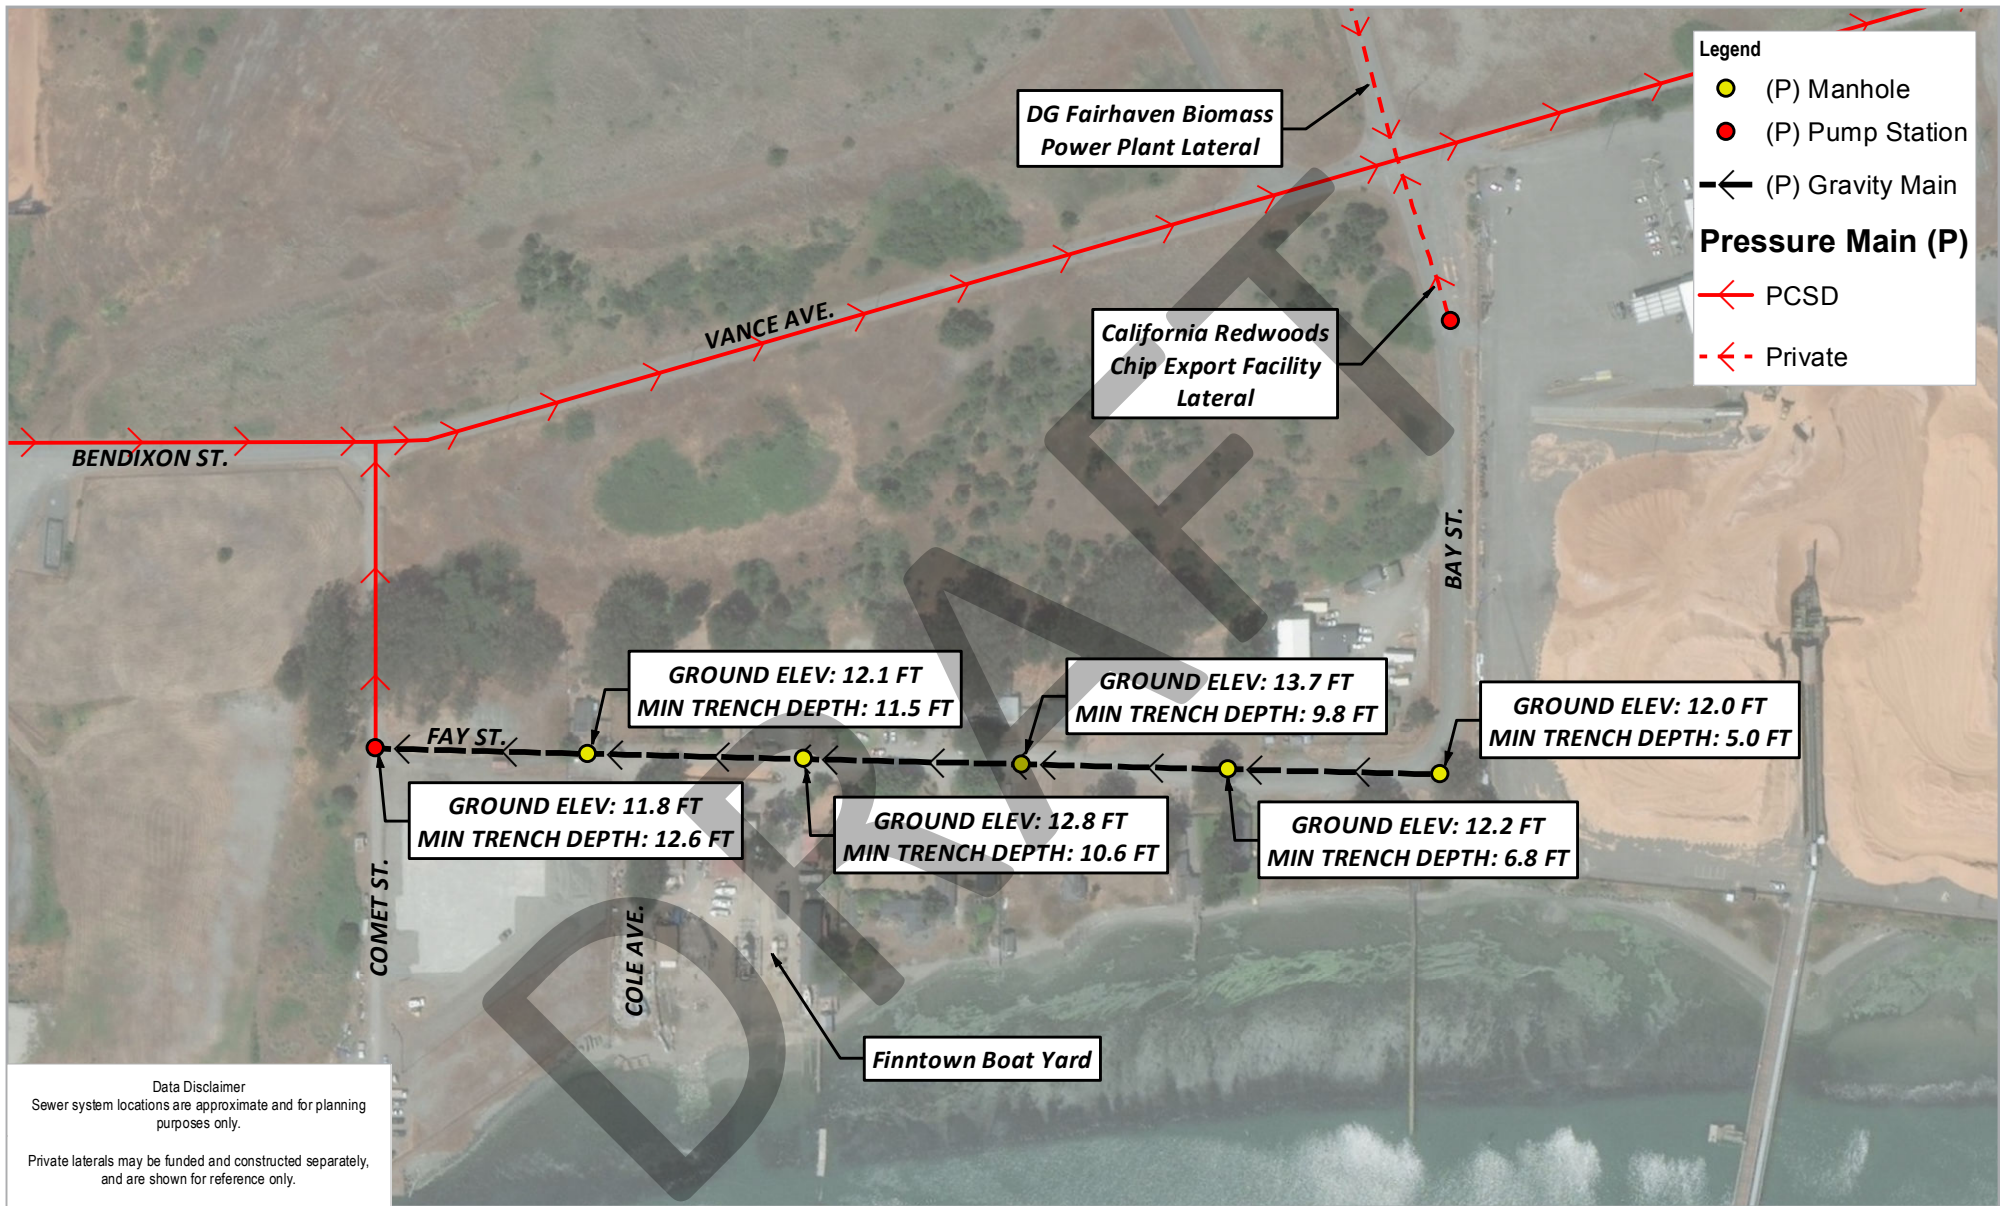 Legend
(P) Manhole
(P) Pump Station
(P) Gravity Main
Pressure Main (P)
PCSD
Private
DG Fairhaven Biomass
Power Plant Lateral
California Redwoods
Chip Export Facility
Lateral
VANCE AVE.
BENDIXON ST.
BAY ST.
GROUND ELEV: 12.1 FT
MIN TRENCH DEPTH: 11.5 FT
GROUND ELEV: 13.7 FT
MIN TRENCH DEPTH: 9.8 FT
GROUND ELEV: 12.0 FT
MIN TRENCH DEPTH: 5.0 FT
FAY ST.
GROUND ELEV: 11.8 FT
MIN TRENCH DEPTH: 12.6 FT
GROUND ELEV: 12.8 FT
MIN TRENCH DEPTH: 10.6 FT
GROUND ELEV: 12.2 FT
MIN TRENCH DEPTH: 6.8 FT
COMET ST.
COLE AVE.
Finntown Boat Yard
DRAFT
Data Disclaimer
Sewer system locations are approximate and for planning
purposes only.
Private laterals may be funded and constructed separately,
and are shown for reference only.